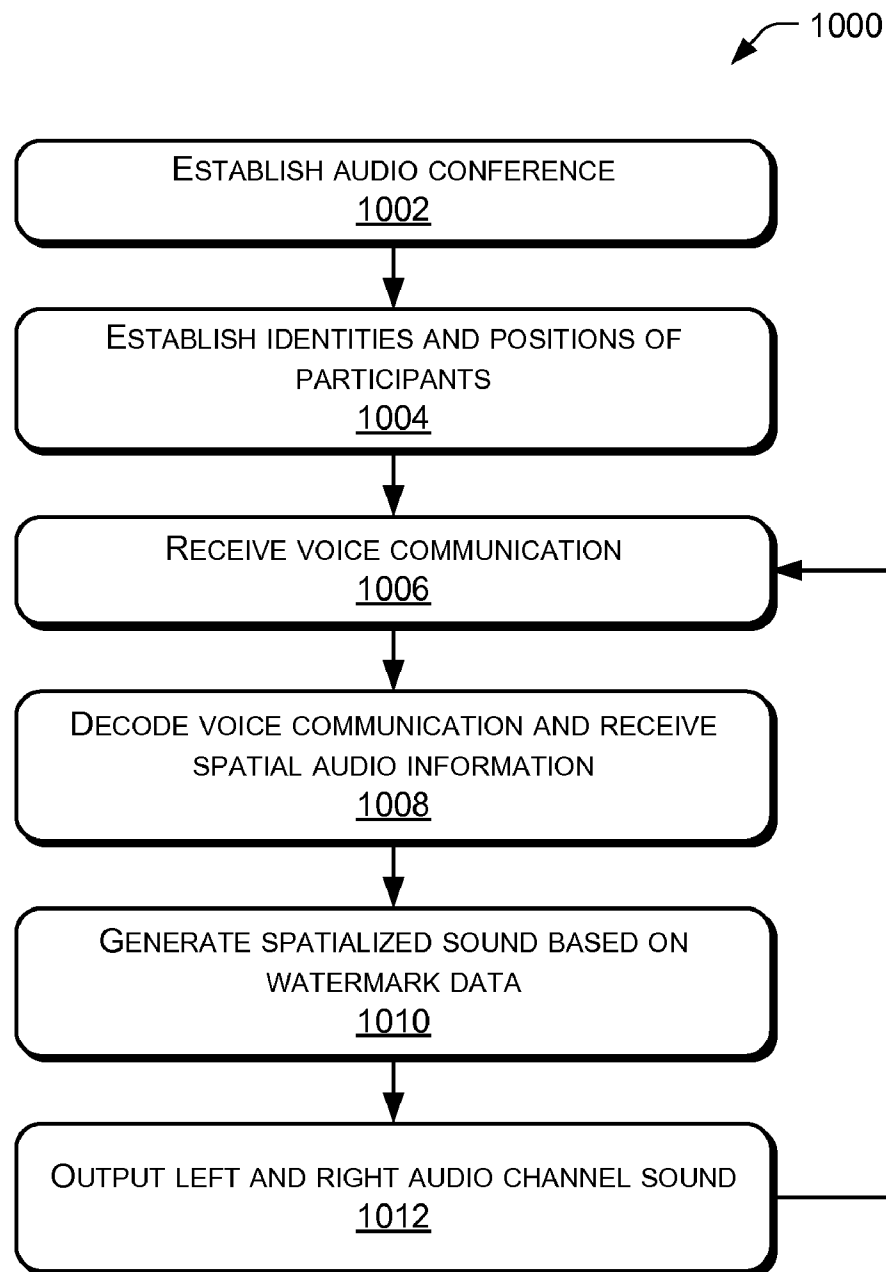 1000
ESTABLISH AUDIO CONFERENCE
1002
ESTABLISH IDENTITIES AND POSITIONS OF
PARTICIPANTS
1004
RECEIVE VOICE COMMUNICATION
1006
DECODE VOICE COMMUNICATION AND RECEIVE
SPATIAL AUDIO INFORMATION
1008
GENERATE SPATIALIZED SOUND BASED ON
WATERMARK DATA
1010
OUTPUT LEFT AND RIGHT AUDIO CHANNEL SOUND
1012